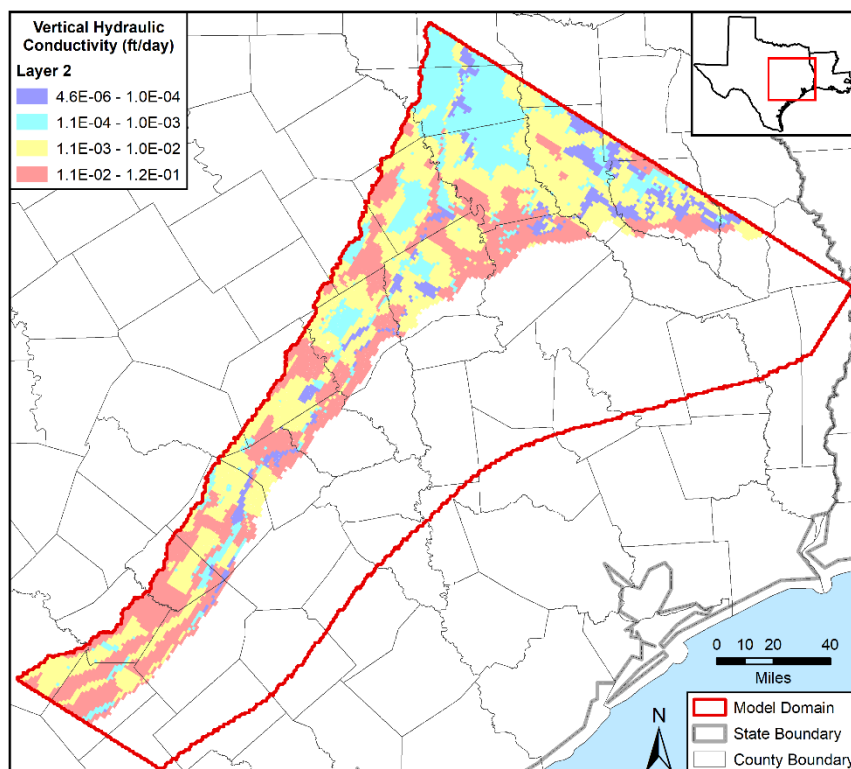 Vertical Hydraulic
Conductivity (ft/day)
Layer 2
4.6E-06 - 1.0E-04
1.1E-04 - 1.0E-03
1.1E-03 - 1.0E-02
1.1E-02 - 1.2E-01
0 10 20 40
Miles
N
Model Domain
State Boundary
County Boundary